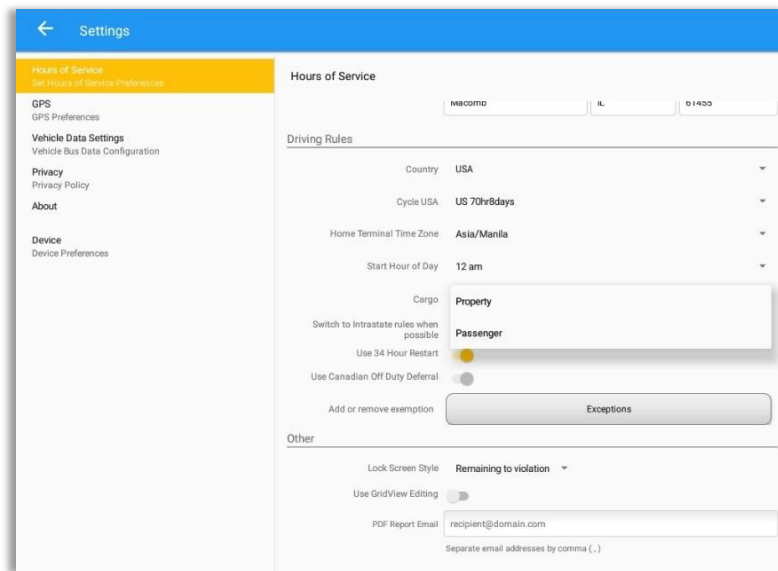 Settings
Hours of Service
Set Hours of Service Preferences
GPS
GPS Preferences
Vehicle Data Settings
Vehicle Bus Data Configuration
Privacy
Privacy Policy
About
Device
Device Preferences
Hours of Service
Macomb IL 61455
Driving Rules
Country USA
Cycle USA US 70hr8days
Home Terminal Time Zone Asia/Manila
Start Hour of Day 12 am
Cargo Property
Switch to Intrastate rules when
possible
Passenger
Use 34 Hour Restart
Use Canadian Off Duty Deferral
Add or remove exemption Exceptions
Other
Lock Screen Style Remaining to violation
Use GridView Editing
PDF Report Email recipient@domain.com
Separate email addresses by comma ( , )